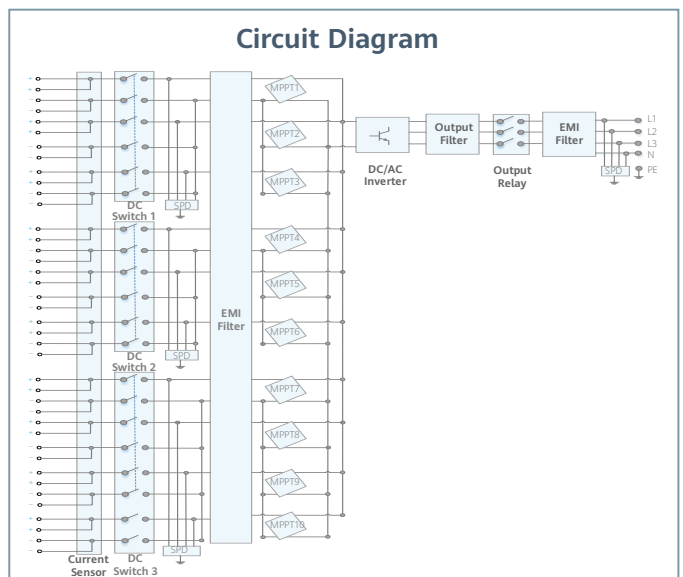 Circuit Diagram
MPPT1
MPPT2
MPPT3
MPPT4
MPPT5
MPPT6
MPPT7
MPPT8
MPPT9
MPPT10
DC
Switch 1
SPD
DC
Switch 2
SPD
DC
Switch 3
SPD
Current
Sensor
EMI
Filter
DC/AC
Inverter
Output
Filter
Output
Relay
EMI
Filter
L1
L2
L3
N
PE
SPD